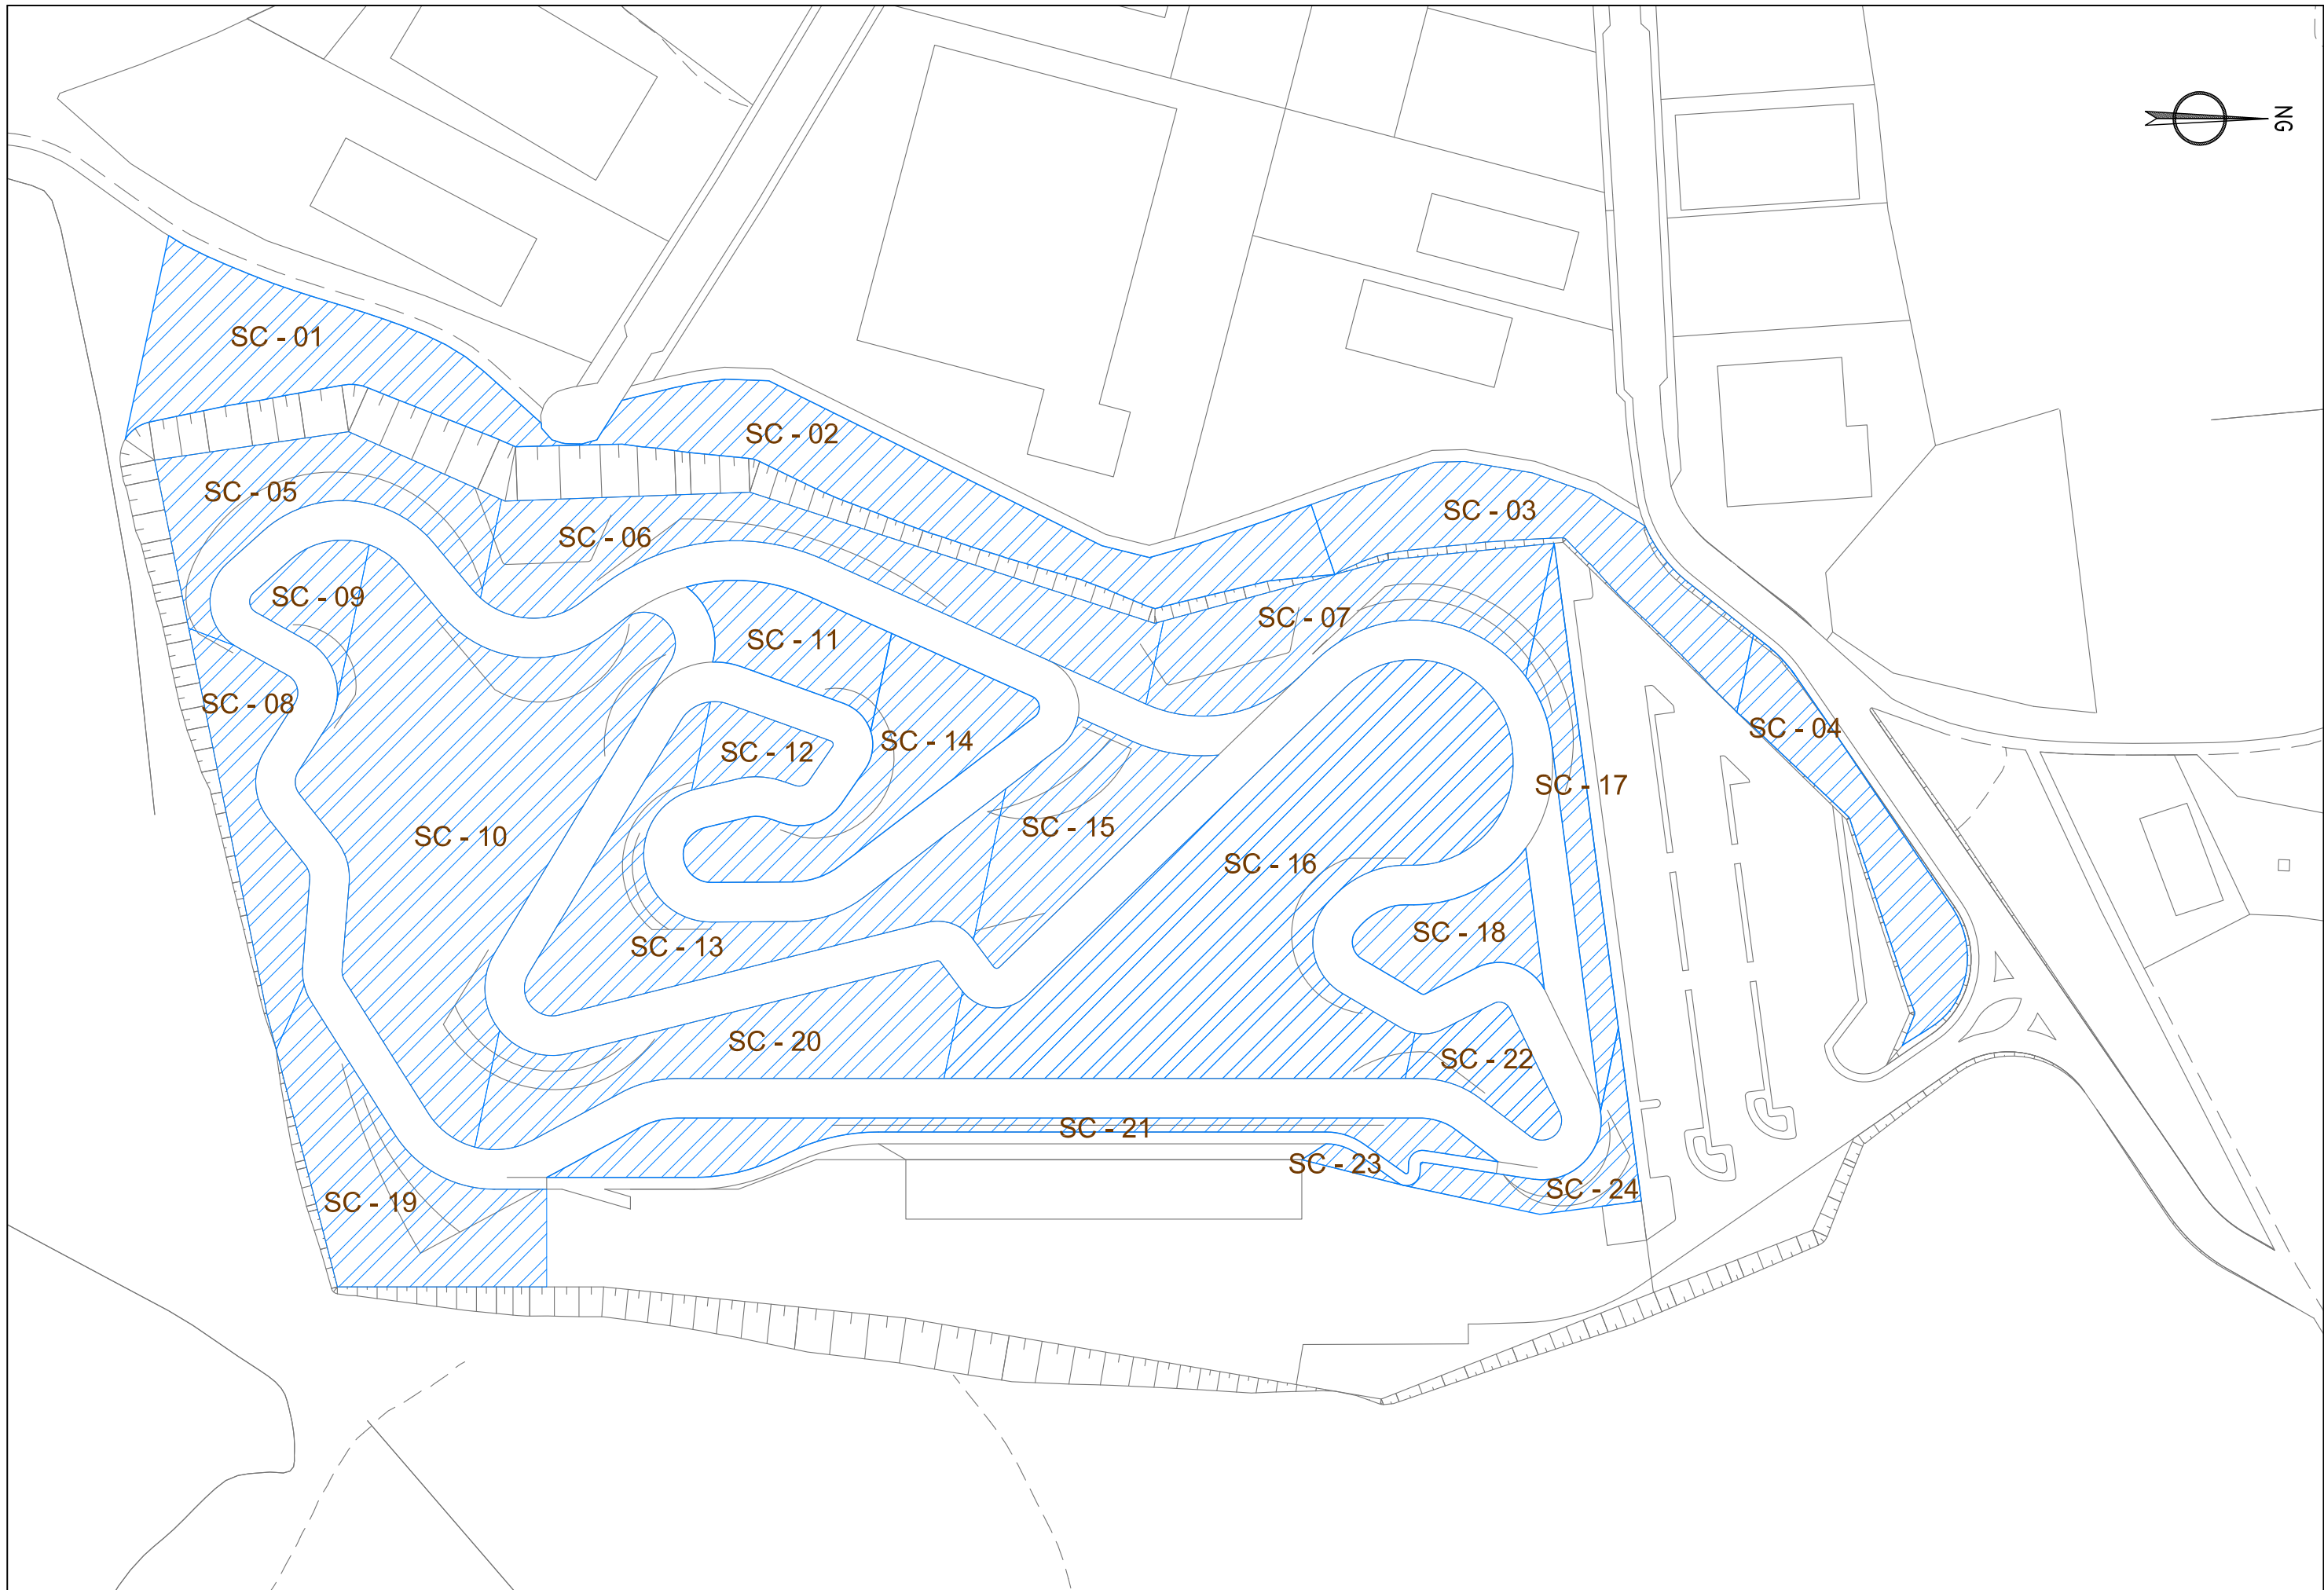 NG
SC - 01
SC - 02
SC - 03
SC - 05
SC - 06
SC - 09
SC - 07
SC - 11
SC - 08
SC - 04
SC - 14
SC - 12
SC - 17
SC - 15
SC - 10
SC - 16
SC - 18
SC - 13
SC - 20
SC - 22
SC - 21
SC - 23
SC - 24
SC - 19